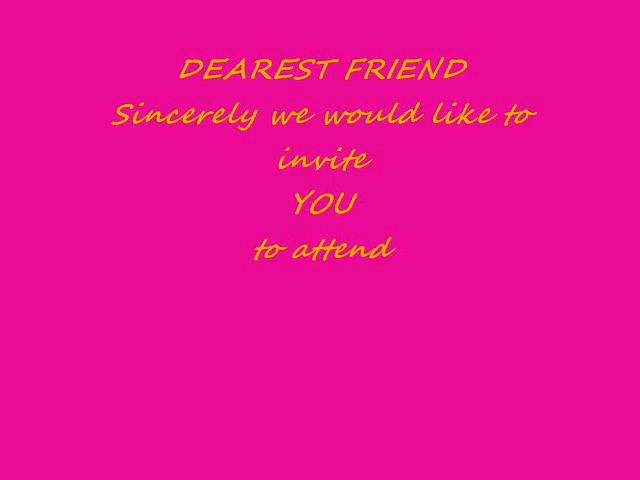 DEAREST FRIEND
Sincerely we would like to
invite
YOU
to attend